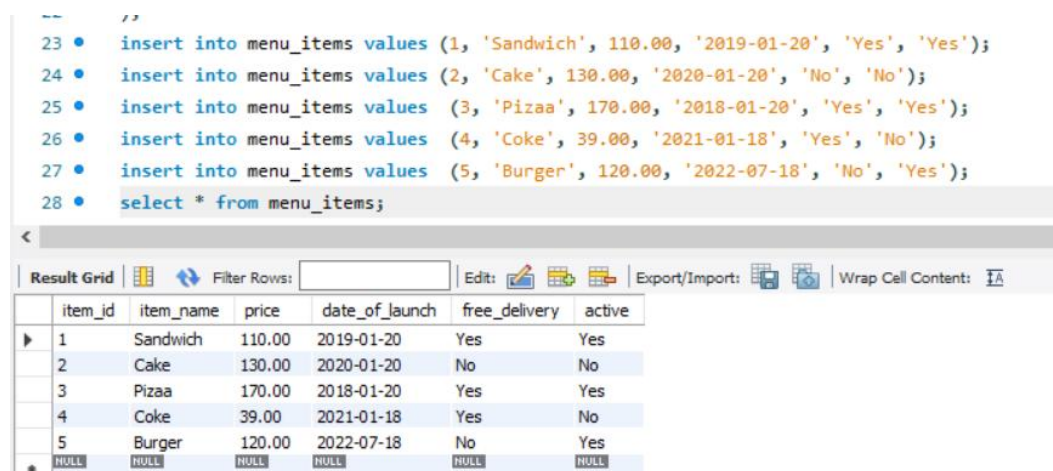 23 insert into menu_items values (1, 'Sandwich', 110.00, '2019-01-20', 'Yes', 'Yes');
24 insert into menu_items values (2, 'Cake', 130.00, '2020-01-20', 'No', 'No');
25 insert into menu_items values (3, 'Pizaa', 170.00, '2018-01-20', 'Yes', 'Yes');
26 insert into menu_items values (4, 'Coke', 39.00, '2021-01-18', 'Yes', 'No');
27 insert into menu_items values (5, 'Burger', 120.00, '2022-07-18', 'No', 'Yes');
28 select * from menu_items;
Result Grid Filter Rows: Edit: Export/Import: Wrap Cell Content: IA
item_id item_name price date_of_launch free_delivery active
1 Sandwich 110.00 2019-01-20 Yes Yes
2 Cake 130.00 2020-01-20 No No
3 Pizaa 170.00 2018-01-20 Yes Yes
4 Coke 39.00 2021-01-18 Yes No
5 Burger 120.00 2022-07-18 No Yes
NULL NULL NULL NULL NULL NULL